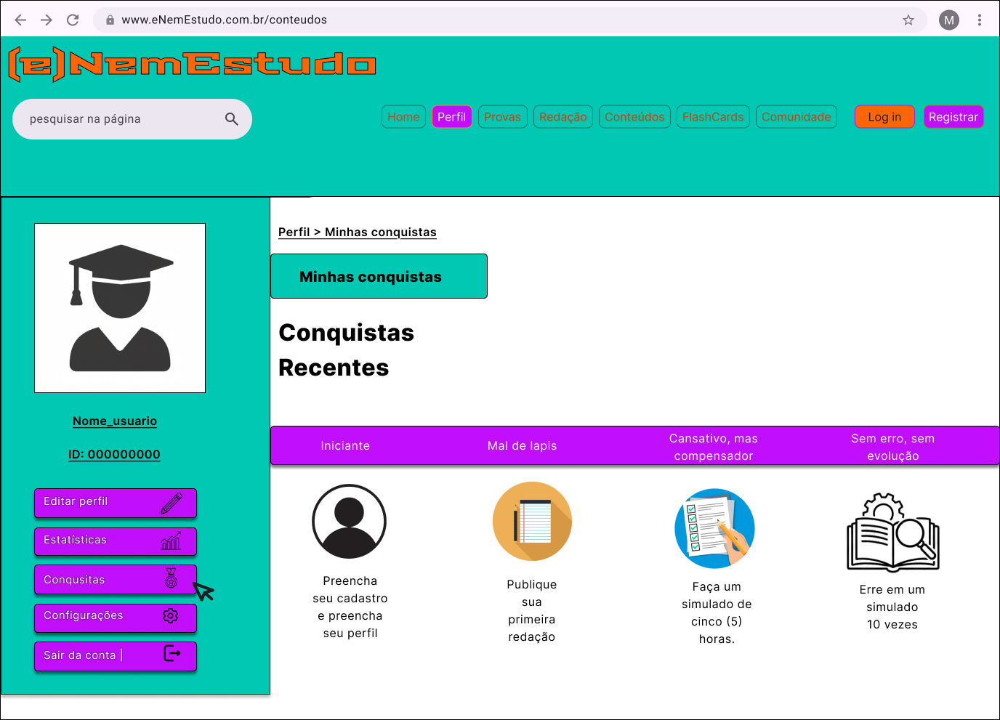 www.eNemEstudo.com.br/conteudos
M
(e)NemEstudo
pesquisar na página
Home
Perfil
Provas
Redação
Conteúdos
FlashCards
Comunidade
Log in
Registrar
Nome_usuario
ID: 000000000
Editar perfil
Estatísticas
Conqusitas
Configurações
Sair da conta |
Perfil > Minhas conquistas
Minhas conquistas
Conquistas
Recentes
Iniciante
Mal de lapis
Cansativo, mas
compensador
Sem erro, sem
evolução
Preencha
seu cadastro
e preencha
seu perfil
Publique
sua
primeira
redação
Faça um
simulado de
cinco (5)
horas.
Erre em um
simulado
10 vezes